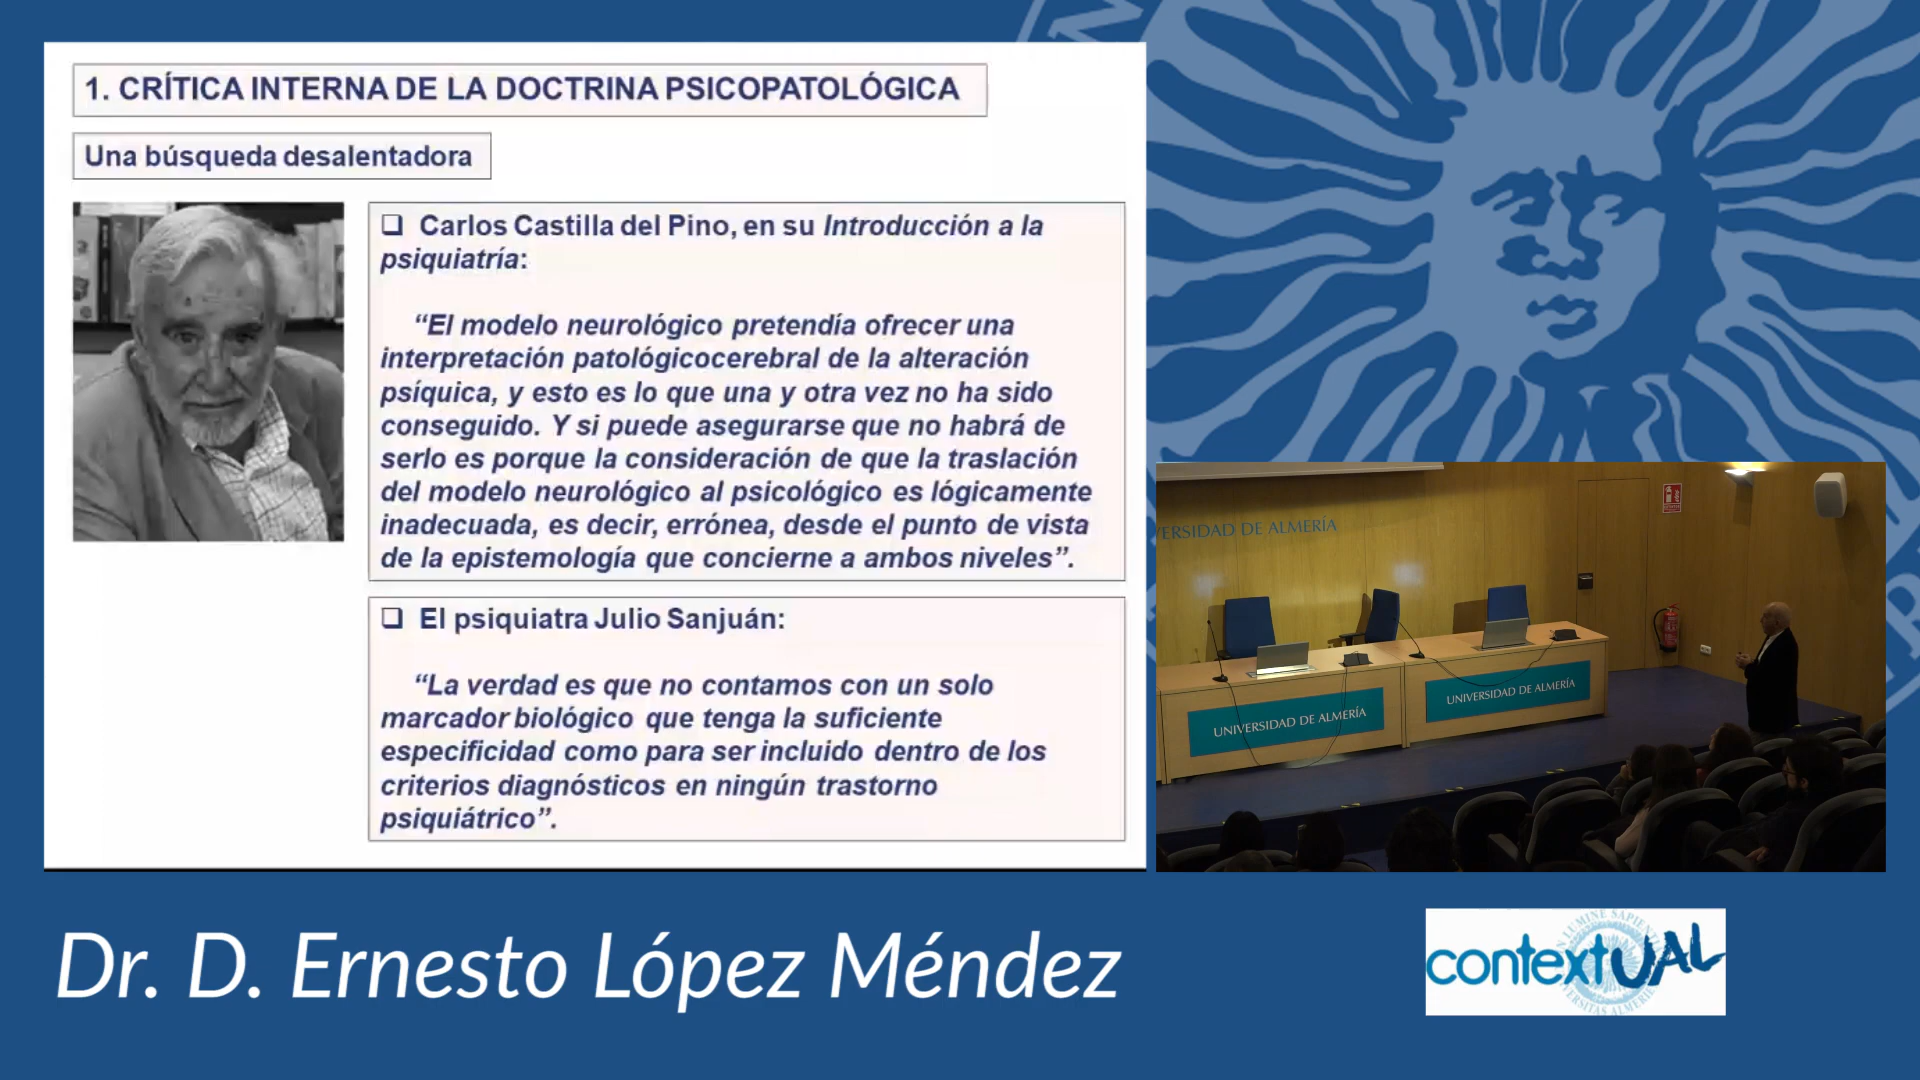 1. CRÍTICA INTERNA DE LA DOCTRINA PSICOPATOLÓGICA
Una búsqueda desalentadora
❑ Carlos Castilla del Pino, en su Introducción a la
psiquiatría:
“El modelo neurológico pretendía ofrecer una
interpretación patológicocerebral de la alteración
psíquica, y esto es lo que una y otra vez no ha sido
conseguido. Y si puede asegurarse que no habrá de
serlo es porque la consideración de que la traslación
del modelo neurológico al psicológico es lógicamente
inadecuada, es decir, errónea, desde el punto de vista
de la epistemología que concierne a ambos niveles”.
❑ El psiquiatra Julio Sanjuán:
“La verdad es que no contamos con un solo
marcador biológico que tenga la suficiente
especificidad como para ser incluido dentro de los
criterios diagnósticos en ningún trastorno
psiquiátrico”.
VERSIDAD DE ALMERÍA
UNIVERSIDAD DE ALMERÍA
UNIVERSIDAD DE ALMERÍA
Dr. D. Ernesto López Méndez
contextUAL